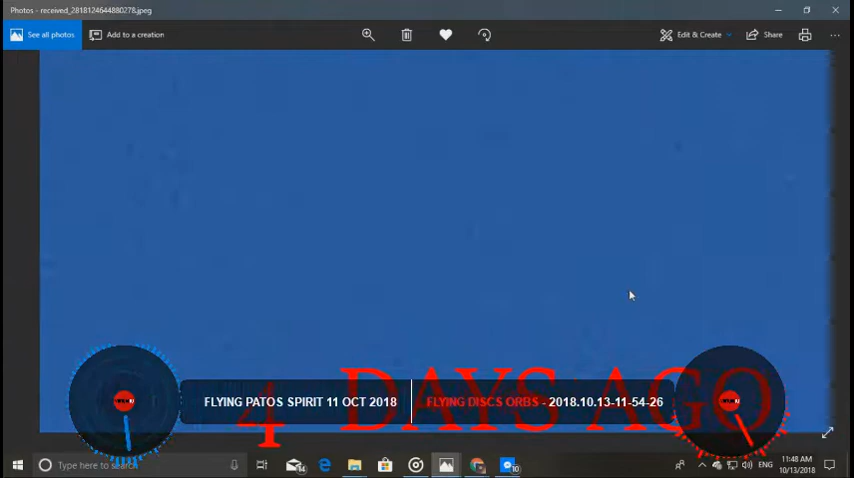 Photos - received_2818124644880278.jpeg
See all photos
Add to a creation
Edit & Create
Share
4 DAYS AGO
FLYING PATOS SPIRIT 11 OCT 2018
FLYING DISCS ORBS - 2018.10.13-11-54-26
Type here to search
14
10
ENG
11:48 AM
10/13/2018